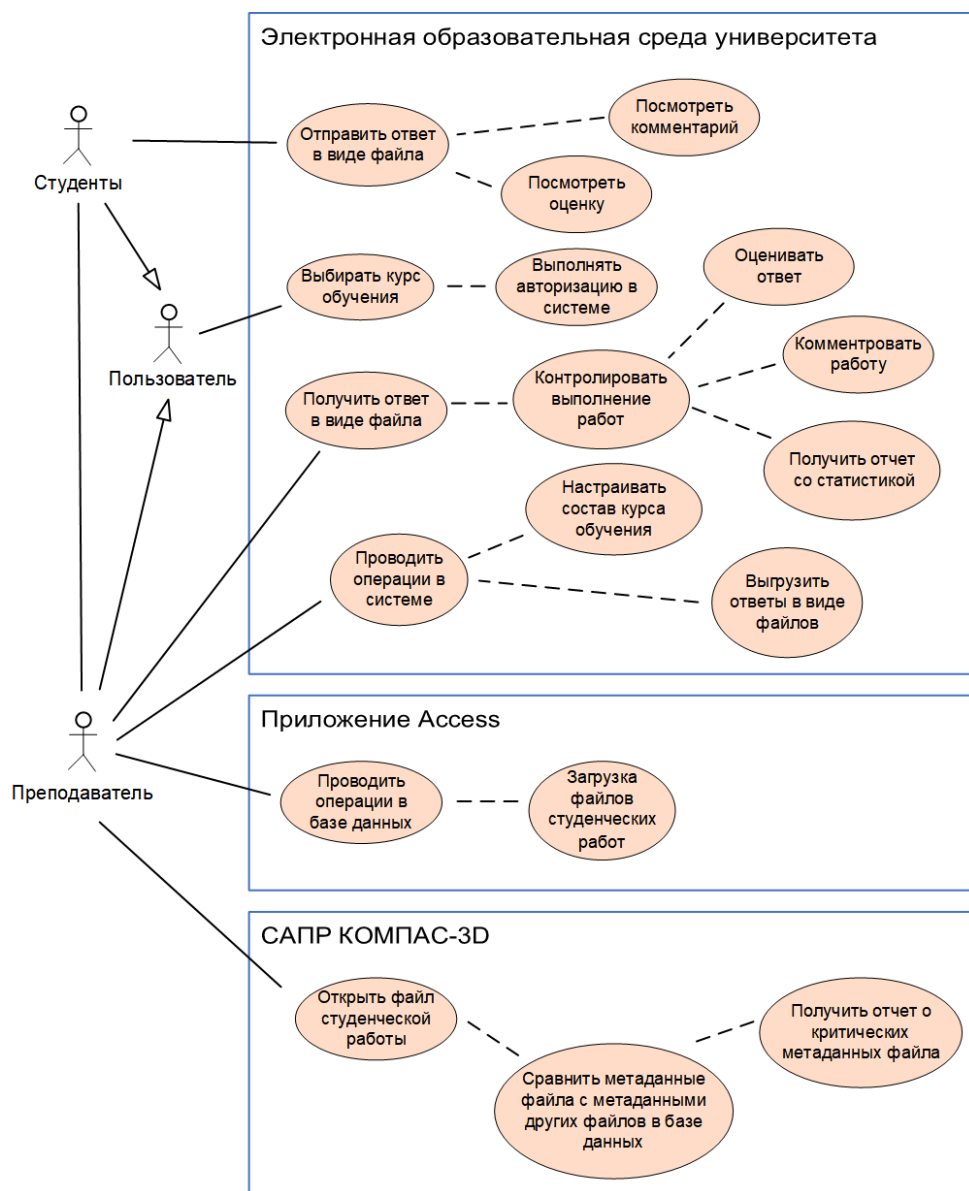 Электронная образовательная среда университета
Студенты
Отправить ответ
в виде файла
Посмотреть
комментарий
Посмотреть
оценку
Пользователь
Выбирать курс
обучения
Выполнять
авторизацию в
системе
Оценивать
ответ
Получить ответ
в виде файла
Контролировать
выполнение
работ
Комментровать
работу
Получить отчет
со статистикой
Проводить
операции в
системе
Настраивать
состав курса
обучения
Выгрузить
ответы в виде
файлов
Преподаватель
Приложение Access
Проводить
операции в
базе данных
Загрузка
файлов
студенческих
работ
САПР КОМПАС-3D
Открыть файл
студенческой
работы
Сравнить метаданные
файла с метаданными
других файлов в базе
данных
Получить отчет о
критических
метаданных файла